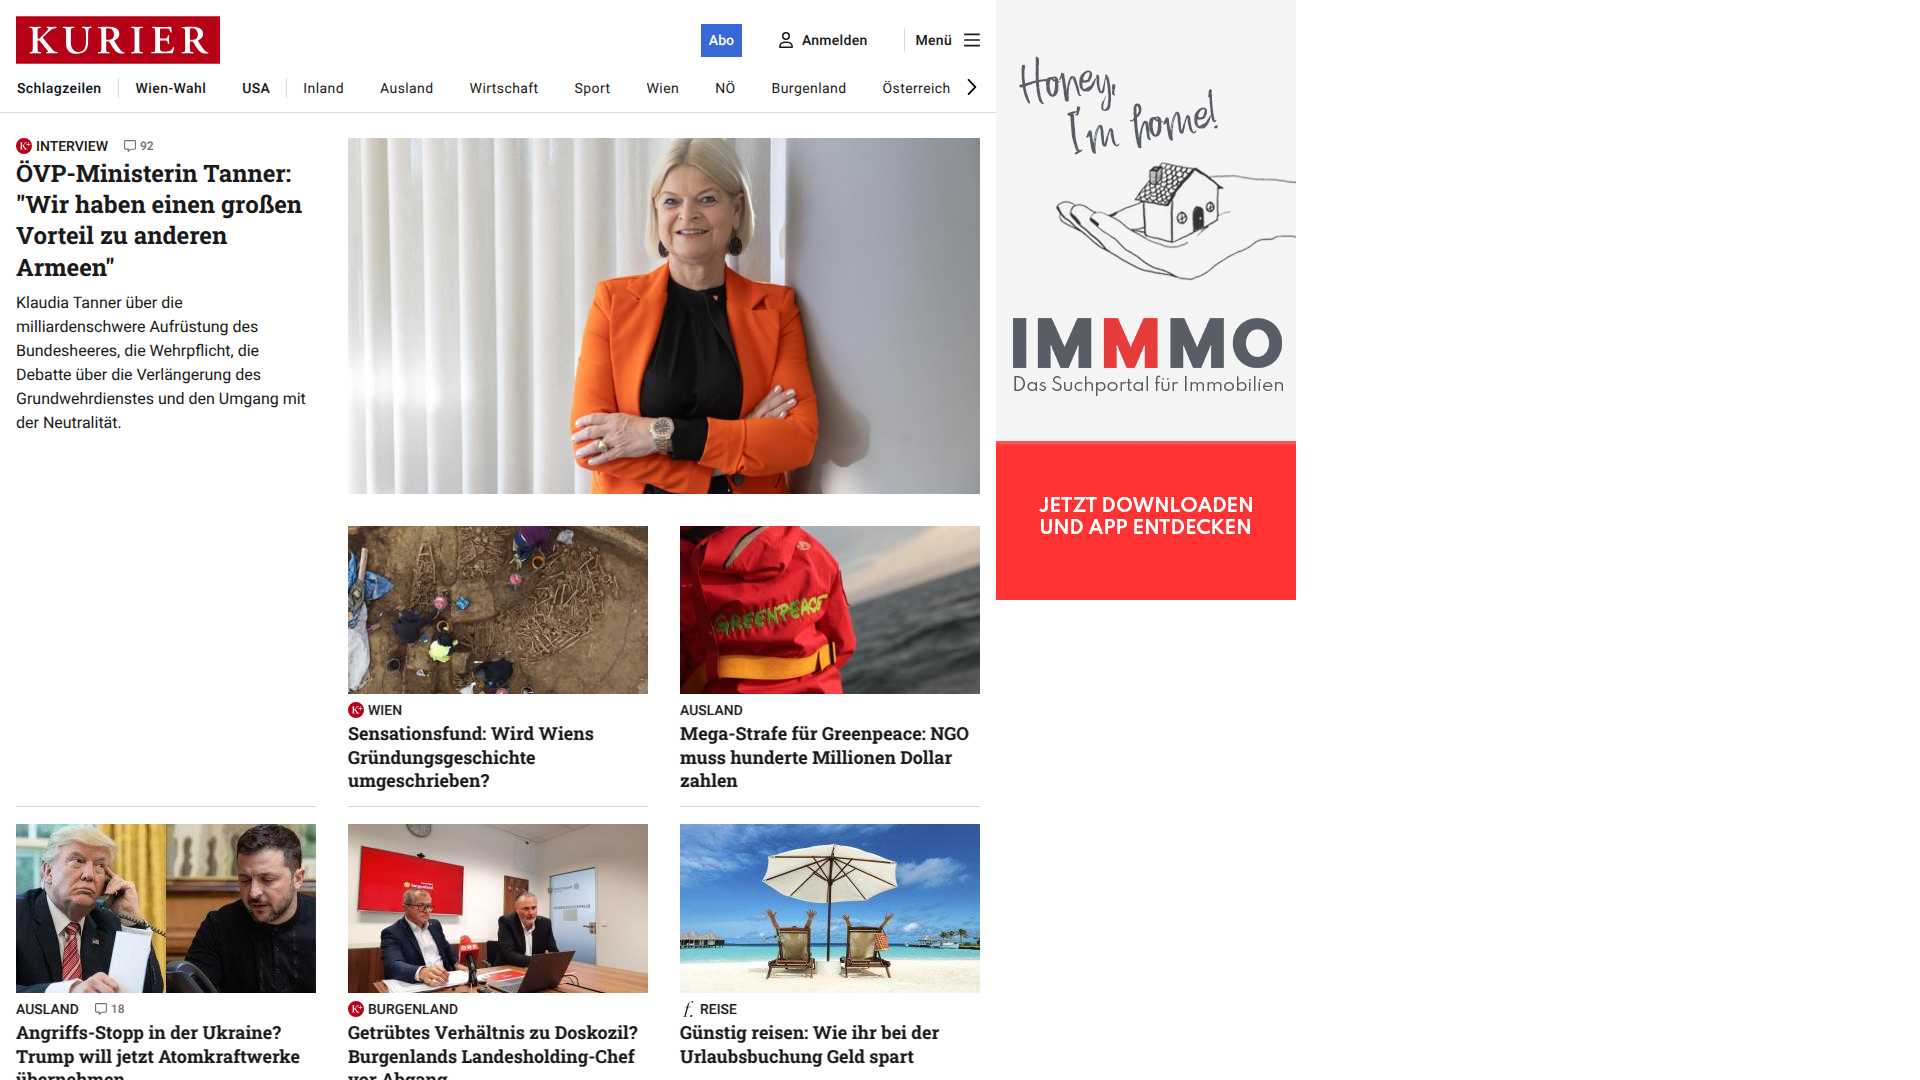 KURIER
Abo
Anmelden
Menü
Schlagzeilen
Wien-Wahl
USA
Inland
Ausland
Wirtschaft
Sport
Wien
NÖ
Burgenland
Österreich
INTERVIEW 92
ÖVP-Ministerin Tanner:
"Wir haben einen großen
Vorteil zu anderen
Armeen"
Klaudia Tanner über die
milliardenschwere Aufrüstung des
Bundesheeres, die Wehrpflicht, die
Debatte über die Verlängerung des
Grundwehrdienstes und den Umgang mit
der Neutralität.
GREENPEACE
K+ WIEN
Sensationsfund: Wird Wiens
Gründungsgeschichte
umgeschrieben?
AUSLAND
Mega-Strafe für Greenpeace: NGO
muss hunderte Millionen Dollar
zahlen
AUSLAND 18
Angriffs-Stopp in der Ukraine?
Trump will jetzt Atomkraftwerke
übernehmen
K+ BURGENLAND
Getrübtes Verhältnis zu Doskozil?
Burgenlands Landesholding-Chef
vor Abgang
f. REISE
Günstig reisen: Wie ihr bei der
Urlaubsbuchung Geld spart
Honey,
I'm home!
IMMMO
Das Suchportal für Immobilien
JETZT DOWNLOADEN
UND APP ENTDECKEN